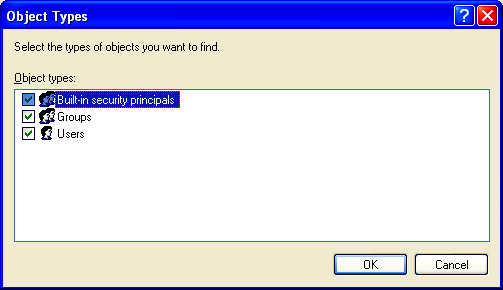 Object Types
Select the types of objects you want to find.
Object types:
Built-in security principals
Groups
Users
OK
Cancel